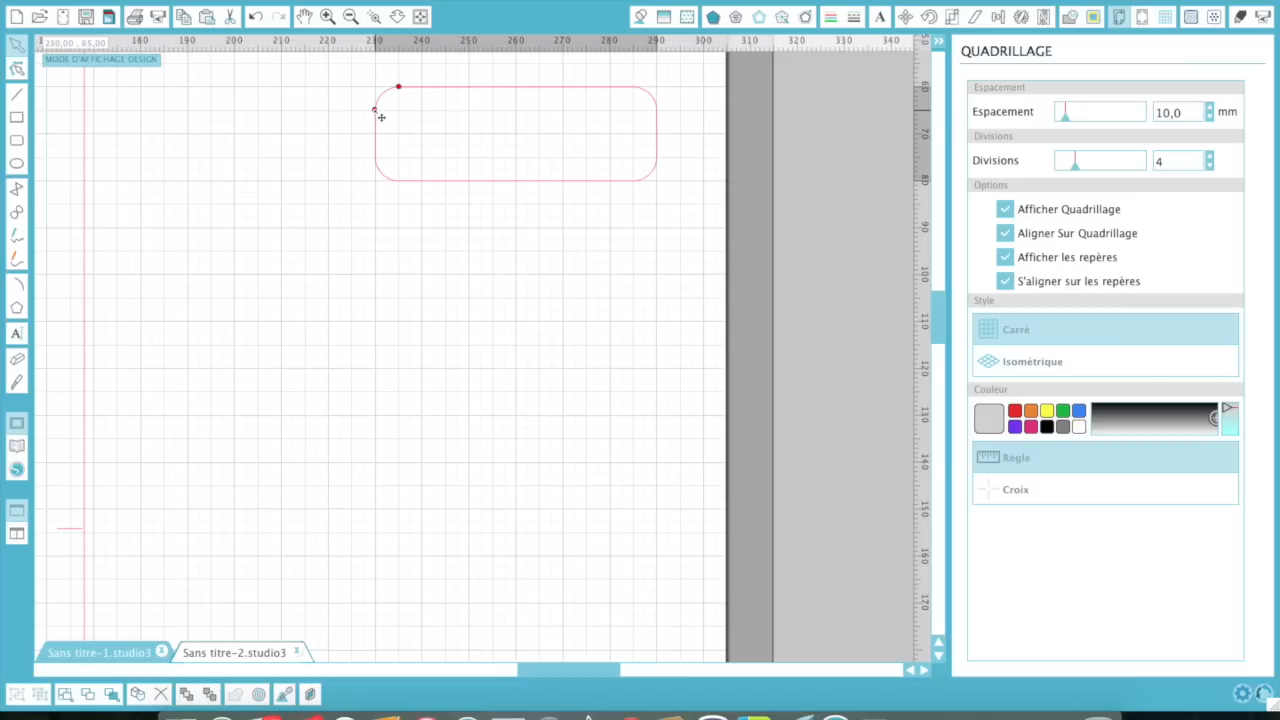 230,00 , 65,00
180 190 200 210 220 230 240 250 260 270 280 290 300 310 320 330 340
MODE D'AFFICHAGE DESIGN
QUADRILLAGE
Espacement
Espacement 10,0 mm
Divisions
Divisions 4
Options
Afficher Quadrillage
Aligner Sur Quadrillage
Afficher les repères
S'aligner sur les repères
Style
Carré
Isométrique
Couleur
Règle
Croix
50
60
70
80
90
100
110
120
130
140
150
160
170
Sans titre-1.studio3 X
Sans titre-2.studio3 x